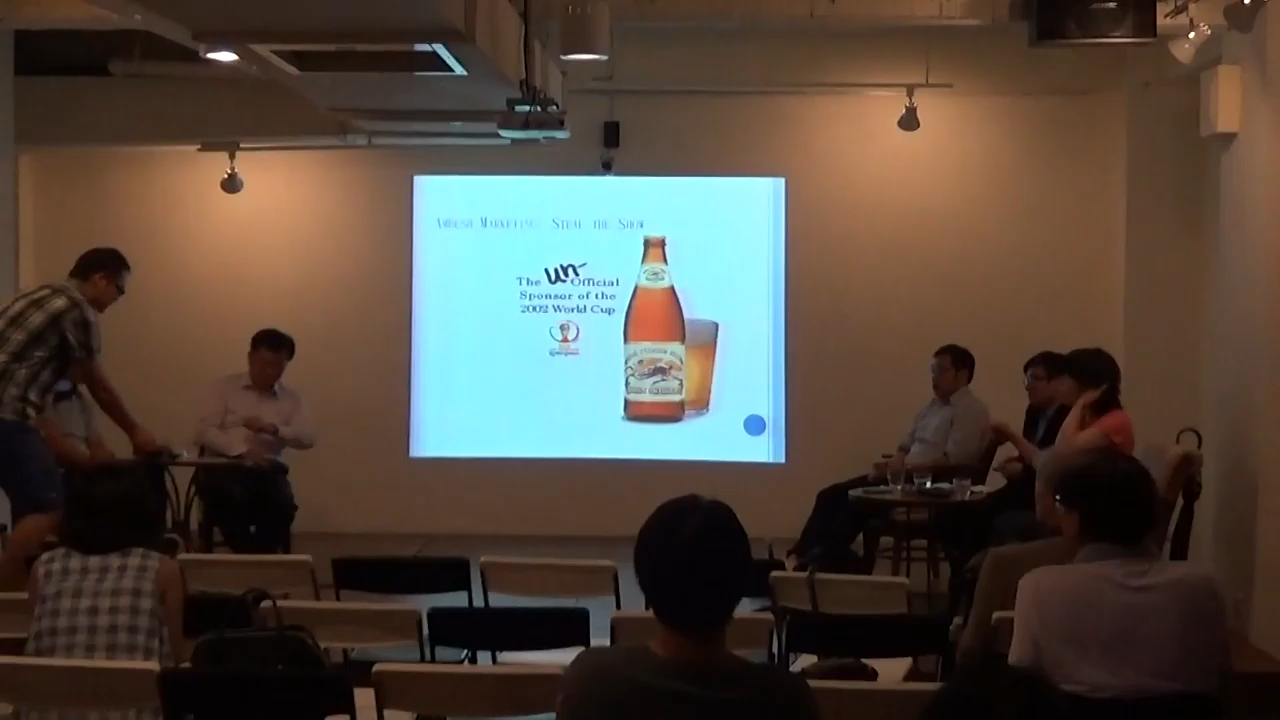 AMBUSH MARKETING: STEAL THE SHOW
The un-Official
Sponsor of the
2002 World Cup